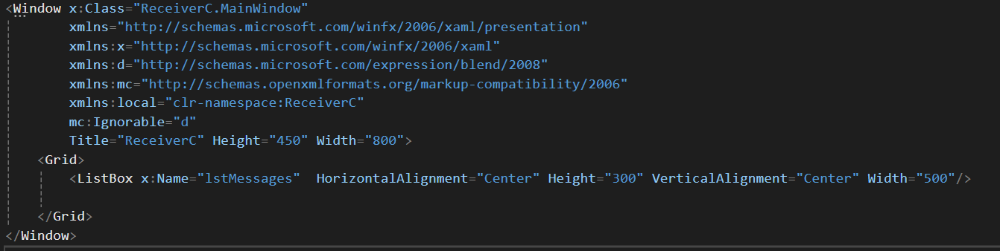 <Window x:Class="ReceiverC.MainWindow"
        xmlns="http://schemas.microsoft.com/winfx/2006/xaml/presentation"
        xmlns:x="http://schemas.microsoft.com/winfx/2006/xaml"
        xmlns:d="http://schemas.microsoft.com/expression/blend/2008"
        xmlns:mc="http://schemas.openxmlformats.org/markup-compatibility/2006"
        xmlns:local="clr-namespace:ReceiverC"
        mc:Ignorable="d"
        Title="ReceiverC" Height="450" Width="800">
    <Grid>
        <ListBox x:Name="lstMessages"  HorizontalAlignment="Center" Height="300" VerticalAlignment="Center" Width="500"/>
    </Grid>
</Window>